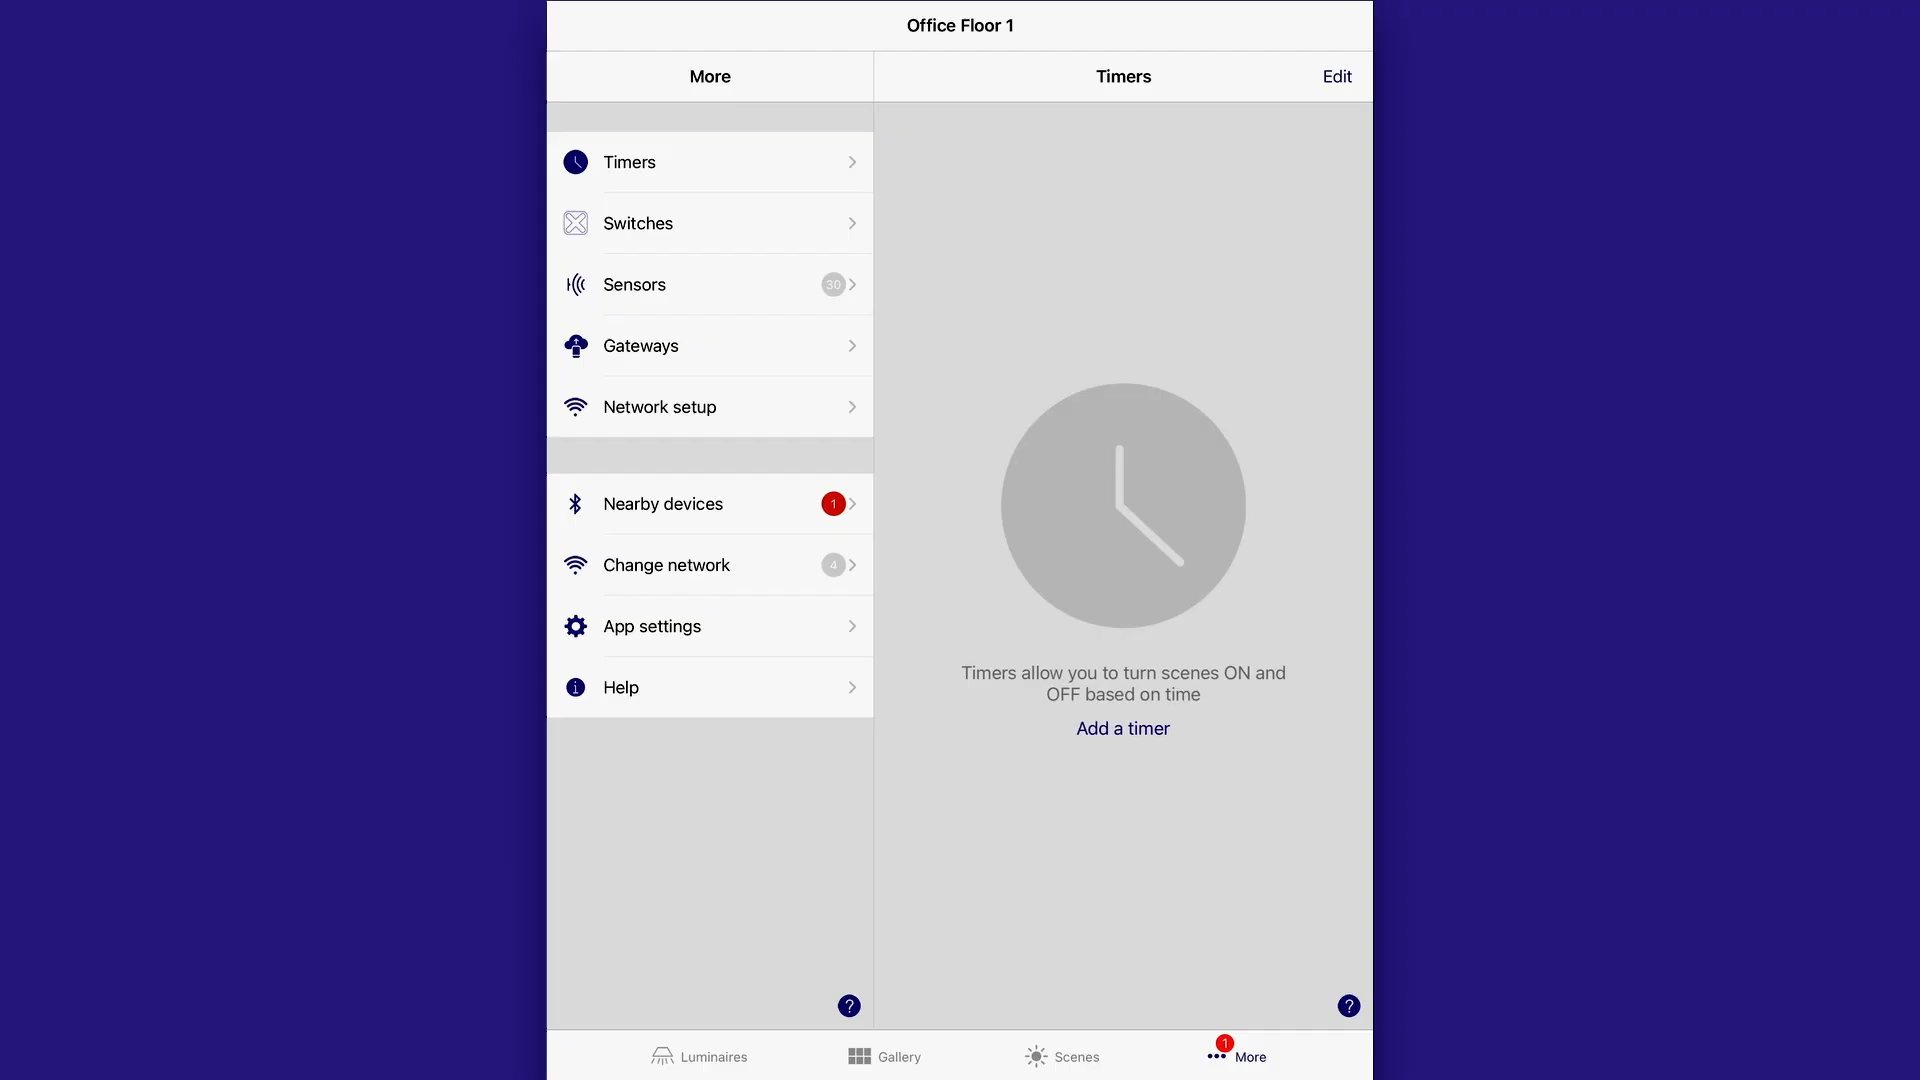 Office Floor 1
More
Timers
Edit
Timers
Switches
Sensors
30
Gateways
Network setup
Nearby devices
1
Change network
4
App settings
Help
Timers allow you to turn scenes ON and
OFF based on time
Add a timer
?
?
Luminaires
Gallery
Scenes
1
More